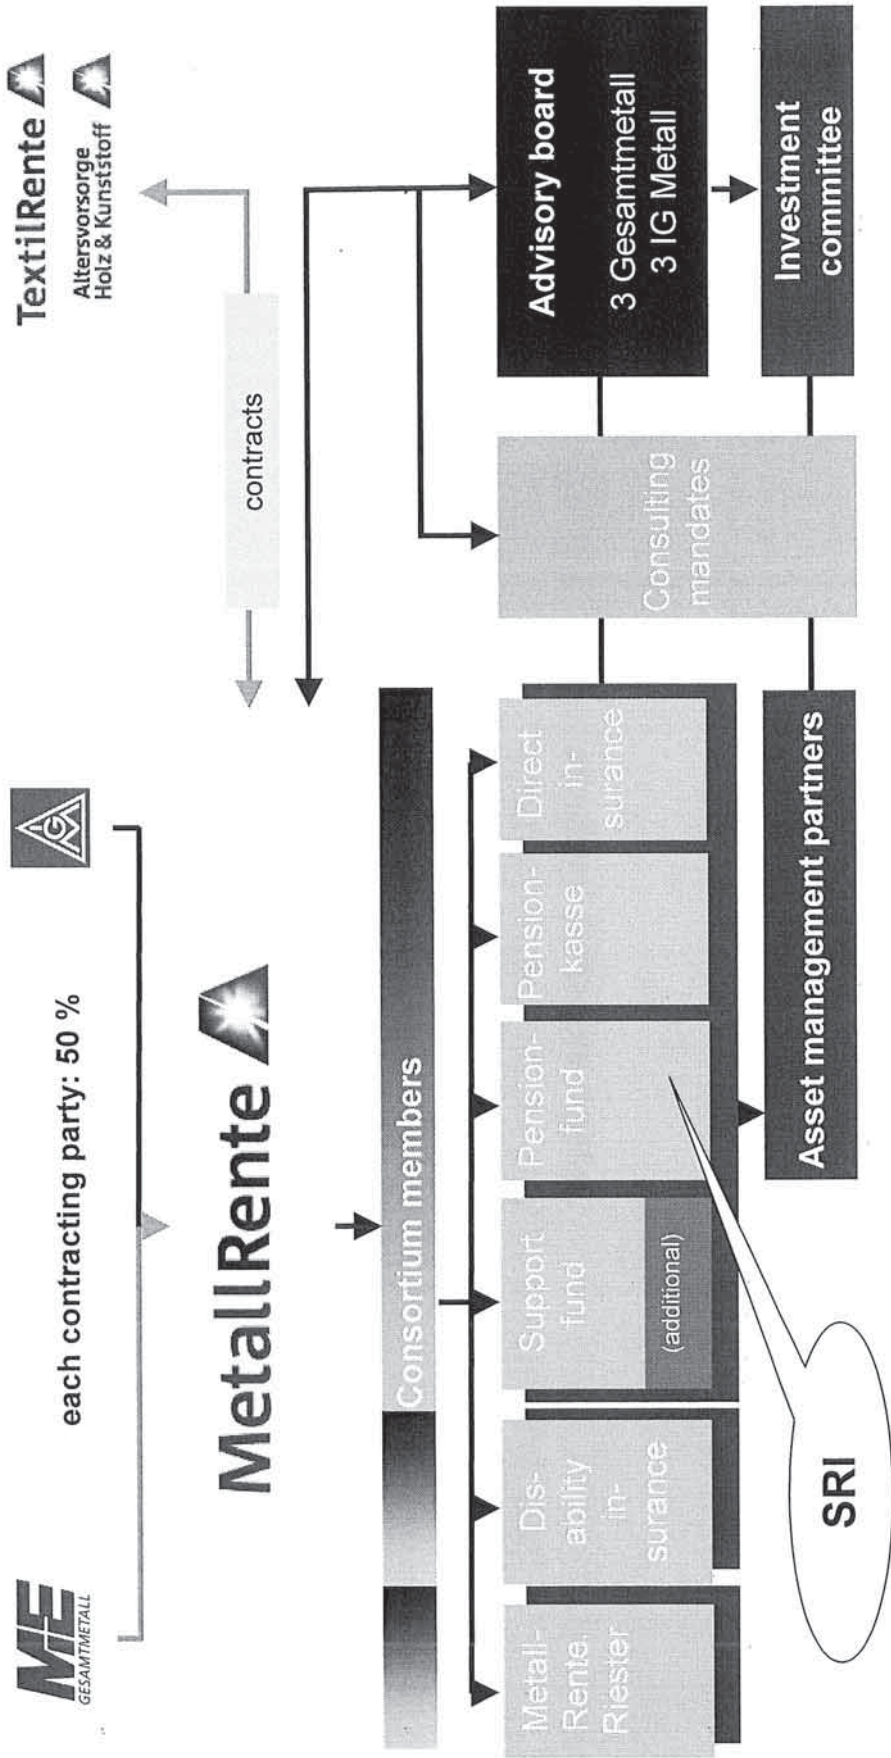 ME
GESAMTMETALL
each contracting party: 50 %
IG
M
TextilRente
Altersvorsorge
Holz & Kunststoff
MetallRente
contracts
Consortium members
Metall-
Rente.
Riester
Dis-
ability
in-
surance
Support
fund
(additional)
Pension-
fund
Pension-
kasse
Direct
in-
surance
Consulting
mandates
Advisory board
3 Gesamtmetall
3 IG Metall
Investment
committee
Asset management partners
SRI